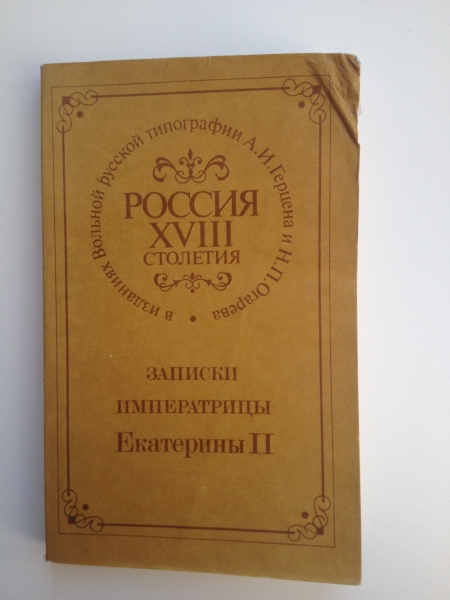 в изданиях Вольной русской типографии А.И.Герцена и Н.П.Огарева
РОССИЯ
XVIII
СТОЛЕТИЯ
ЗАПИСКИ
ИМПЕРАТРИЦЫ
Екатерины II